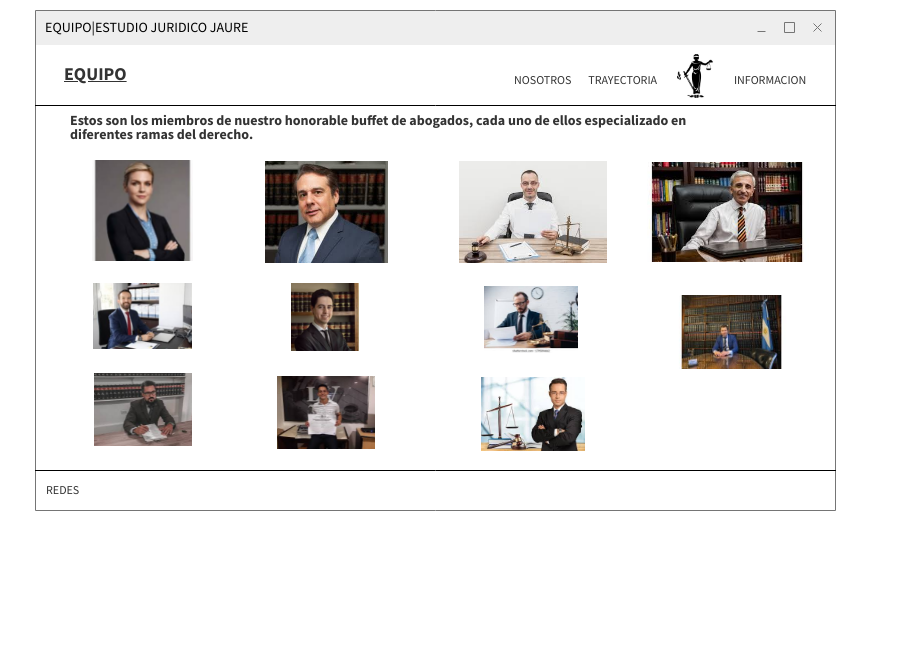 EQUIPO|ESTUDIO JURIDICO JAURE
EQUIPO
NOSOTROS TRAYECTORIA INFORMACION
Estos son los miembros de nuestro honorable buffet de abogados, cada uno de ellos especializado en
diferentes ramas del derecho.
REDES